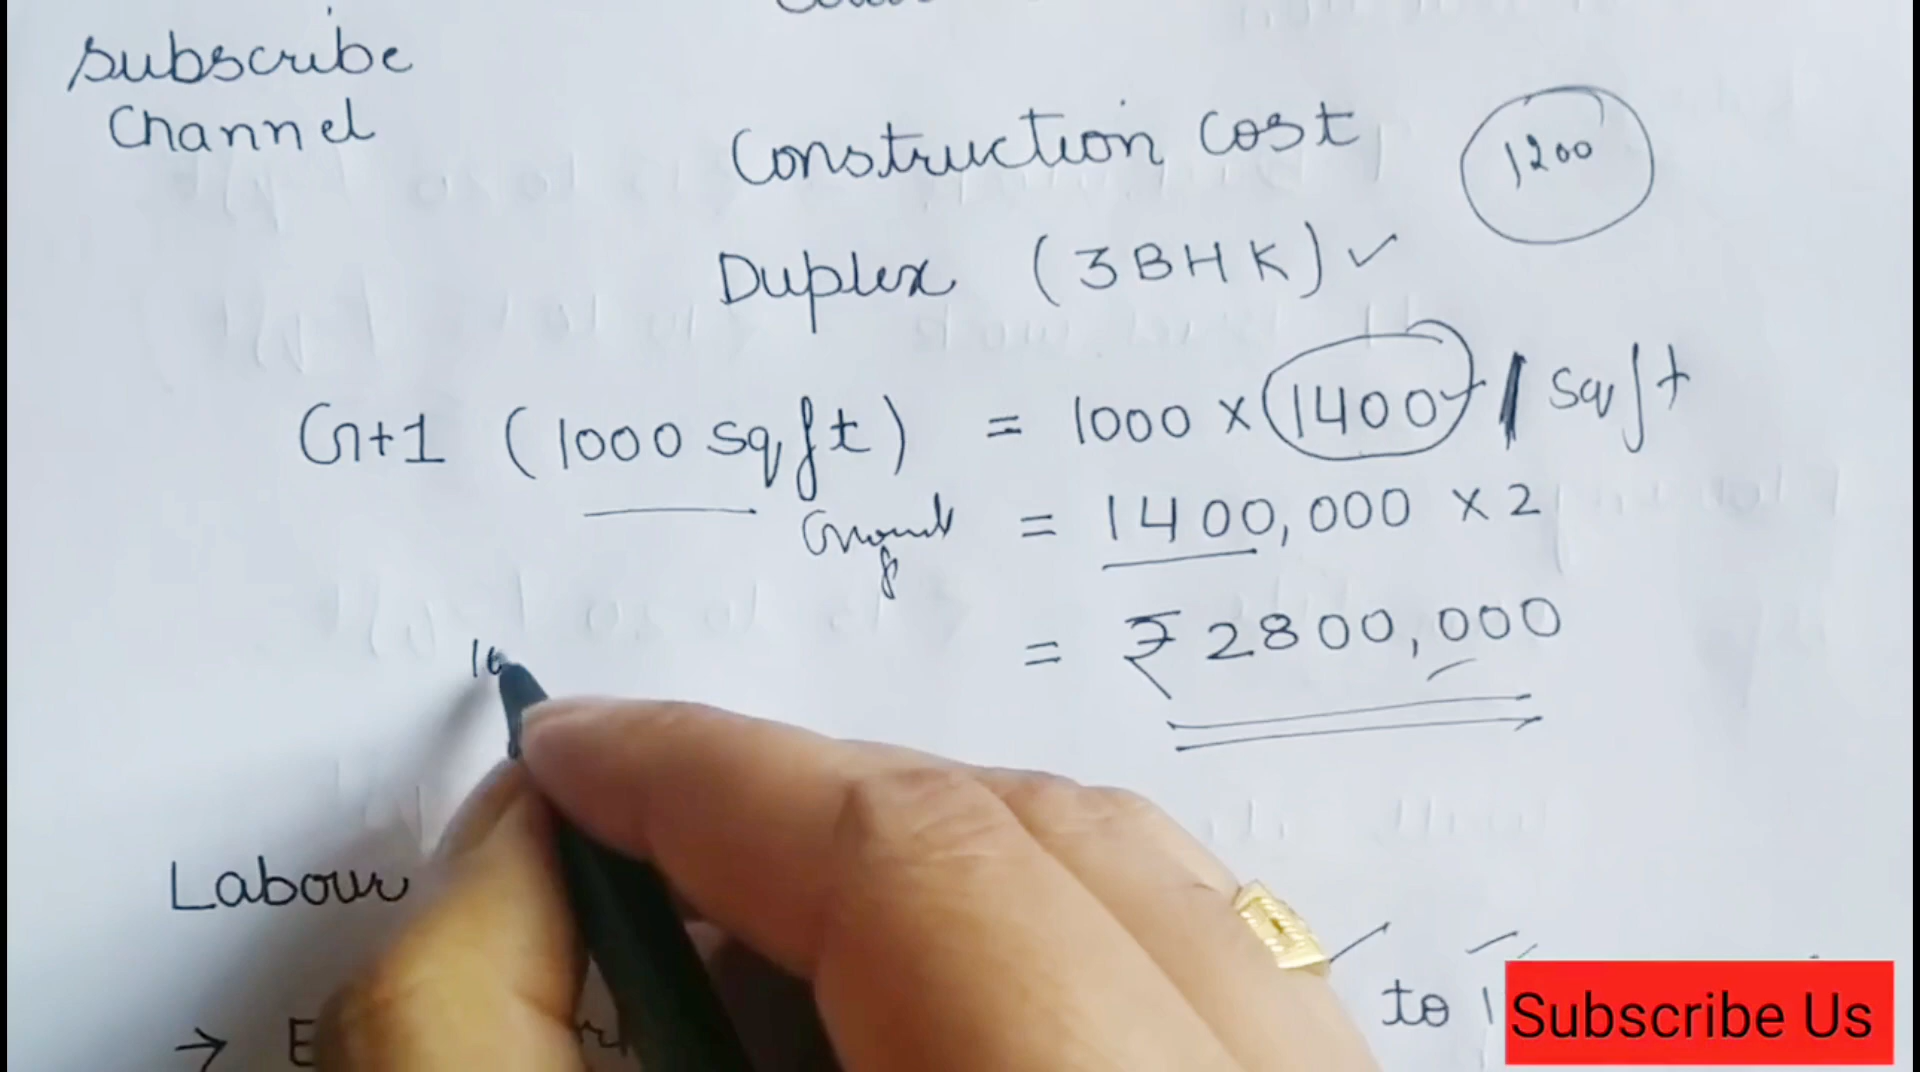 Subscribe
Channel
Construction Cost
1200
Duplex (3BHK) ✓
G+1 (1000 sqft) = 1000 x 1400 / sqft
Ground
= 1400,000 x 2
= ₹ 2800,000
Labour
→
to
Subscribe Us